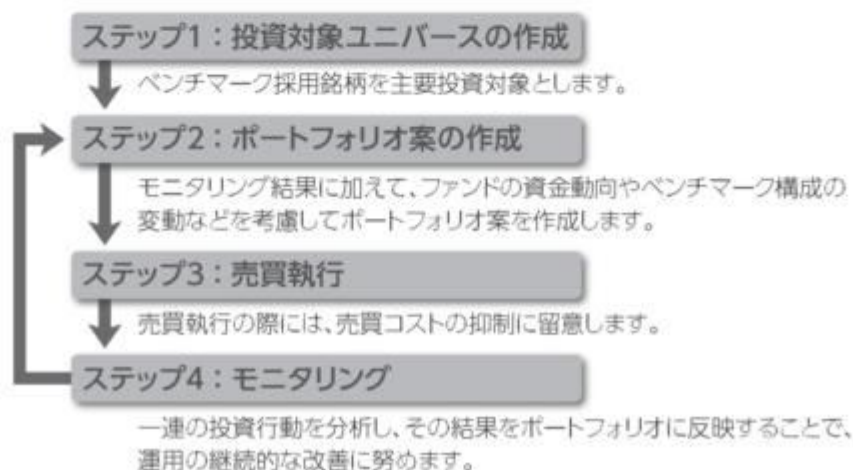 ステップ1：投資対象ユニバースの作成
ベンチマーク採用銘柄を主要投資対象とします。
ステップ2：ポートフォリオ案の作成
モニタリング結果に加えて、ファンドの資金動向やベンチマーク構成の
変動などを考慮してポートフォリオ案を作成します。
ステップ3：売買執行
売買執行の際には、売買コストの抑制に留意します。
ステップ4：モニタリング
一連の投資行動を分析し、その結果をポートフォリオに反映することで、
運用の継続的な改善に努めます。